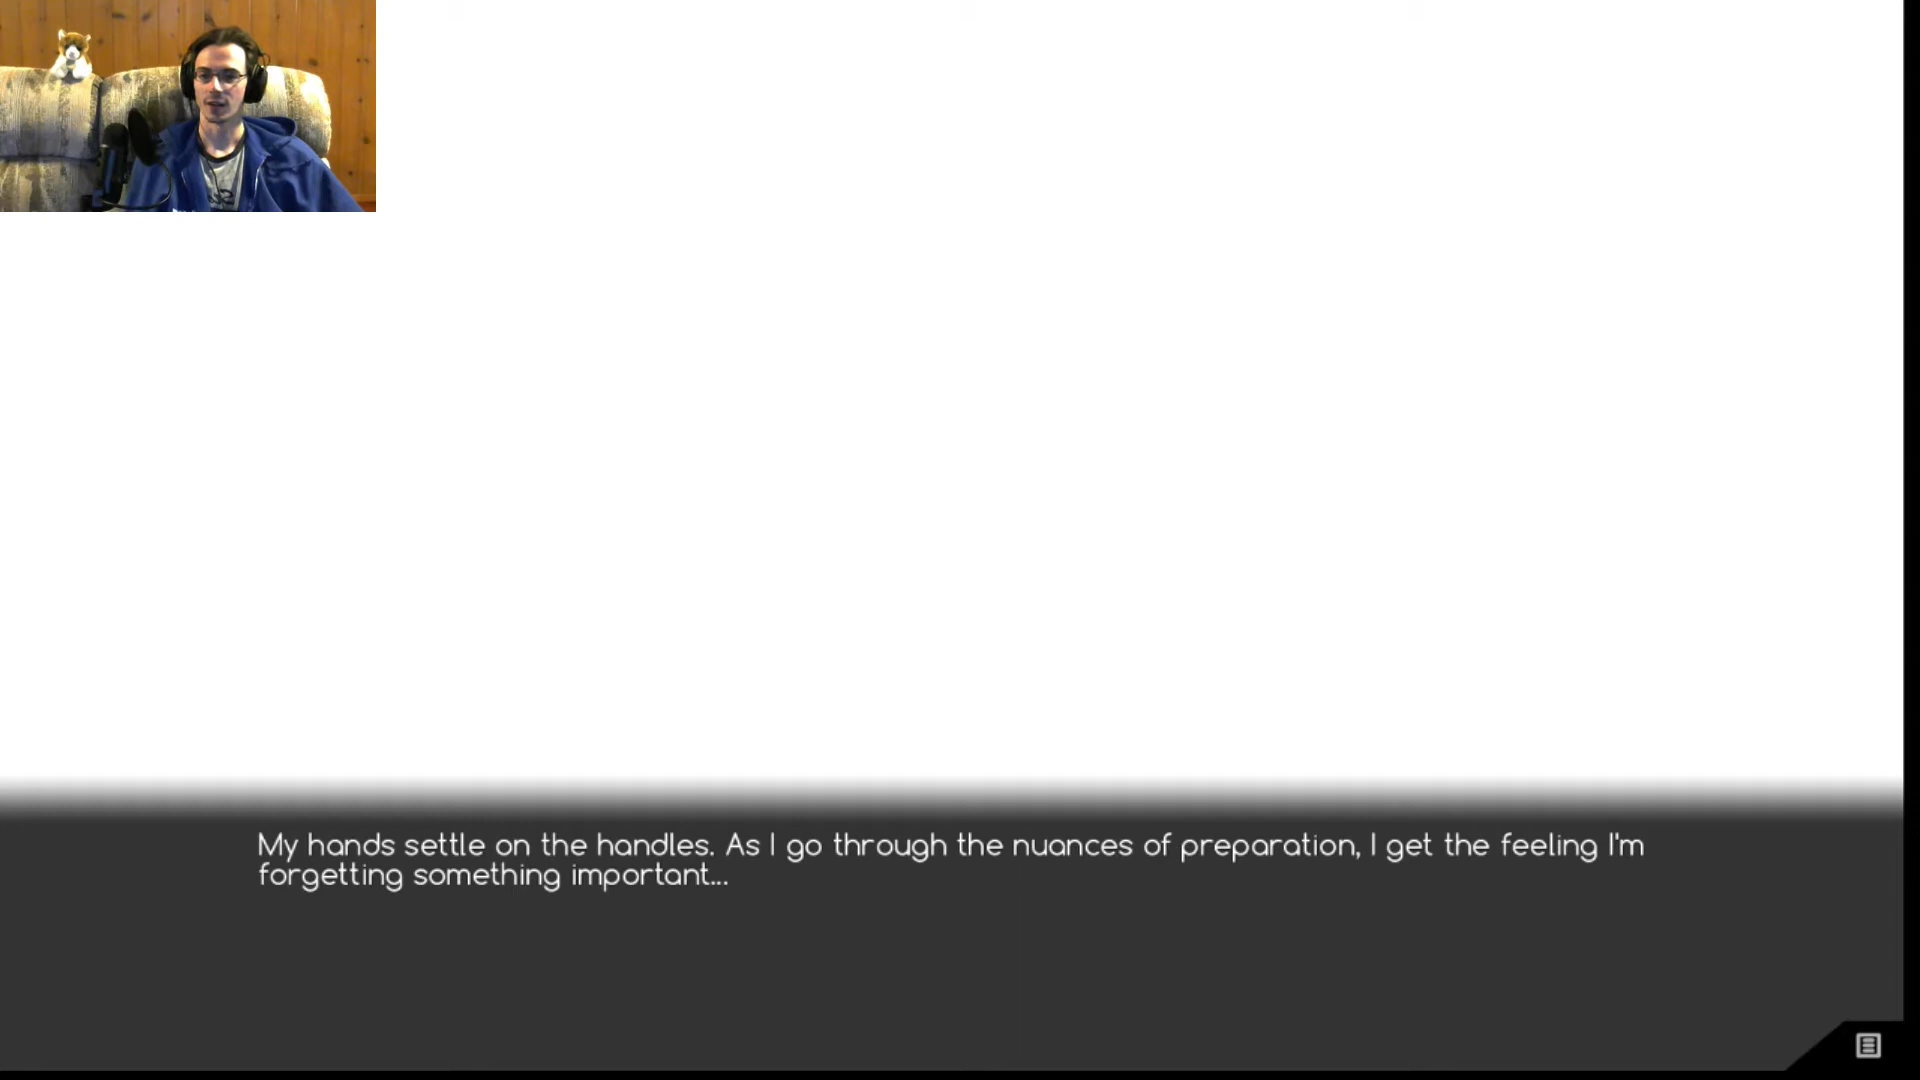 My hands settle on the handles. As I go through the nuances of preparation, I get the feeling I'm
forgetting something important...